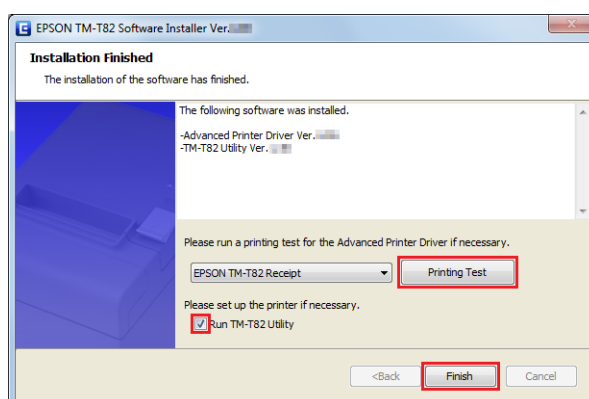 EPSON TM-T82 Software Installer Ver.
Installation Finished
The installation of the software has finished.
The following software was installed.
-Advanced Printer Driver Ver.
-TM-T82 Utility Ver.
Please run a printing test for the Advanced Printer Driver if necessary.
EPSON TM-T82 Receipt
Printing Test
Please set up the printer if necessary.
Run TM-T82 Utility
<Back
Finish
Cancel